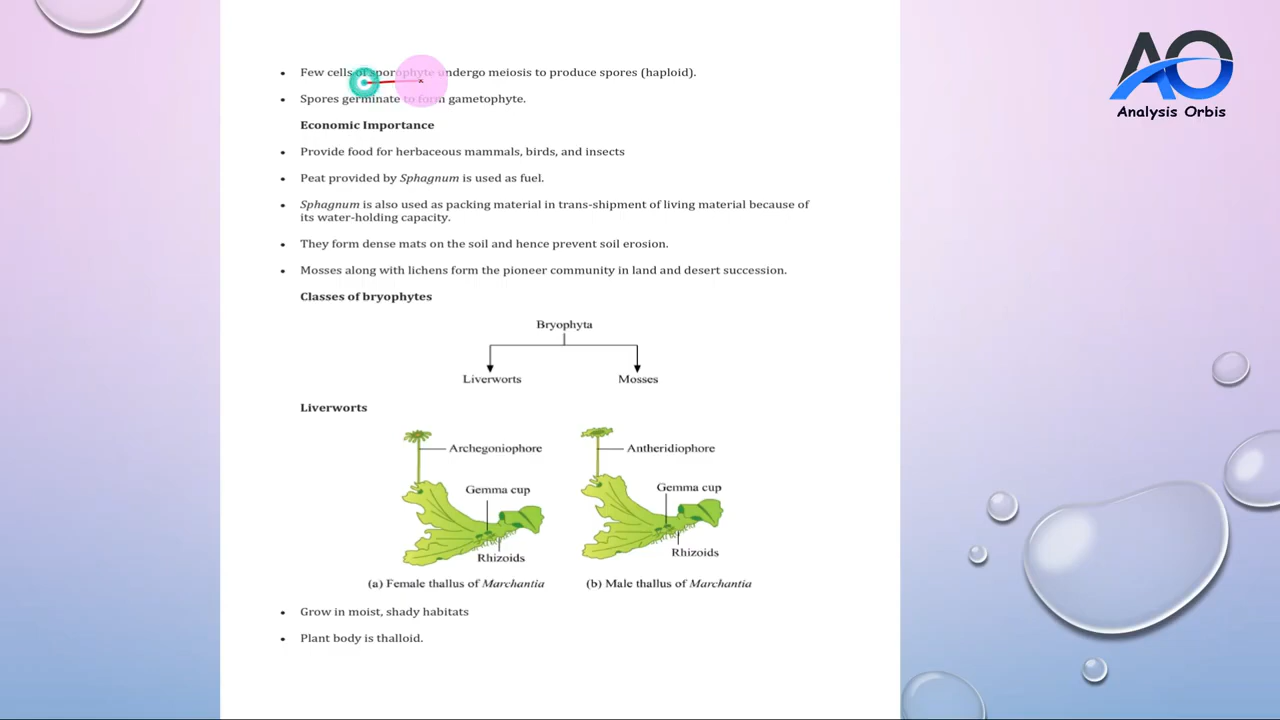 AO
Analysis Orbis
• Few cells of sporophyte undergo meiosis to produce spores (haploid).
• Spores germinate to form gametophyte.
Economic Importance
• Provide food for herbaceous mammals, birds, and insects
• Peat provided by Sphagnum is used as fuel.
• Sphagnum is also used as packing material in trans-shipment of living material because of
its water-holding capacity.
• They form dense mats on the soil and hence prevent soil erosion.
• Mosses along with lichens form the pioneer community in land and desert succession.
Classes of bryophytes
Bryophyta
Liverworts Mosses
Liverworts
Archegoniophore Antheridiophore
Gemma cup Gemma cup
Rhizoids Rhizoids
(a) Female thallus of Marchantia (b) Male thallus of Marchantia
• Grow in moist, shady habitats
• Plant body is thalloid.